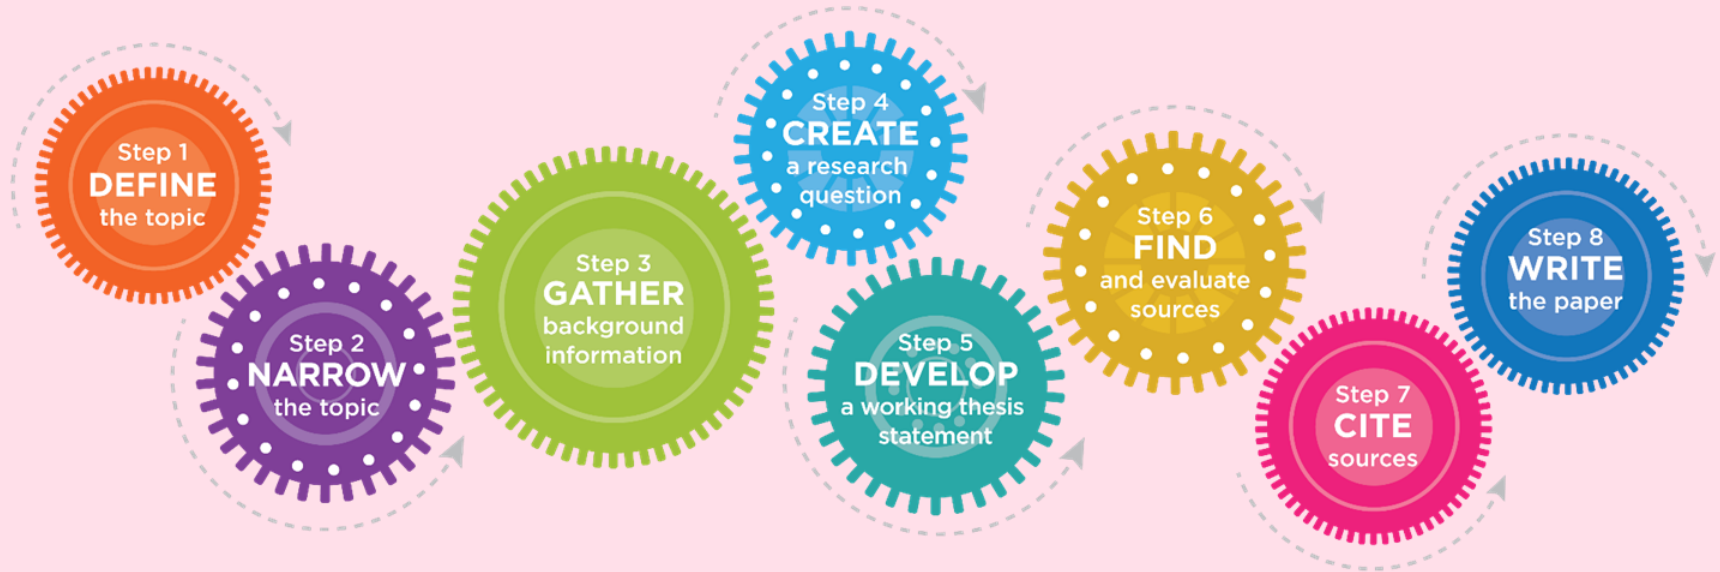 Step 1
DEFINE
the topic
Step 2
NARROW
the topic
Step 3
GATHER
background
information
Step 4
CREATE
a research
question
Step 5
DEVELOP
a working thesis
statement
Step 6
FIND
and evaluate
sources
Step 7
CITE
sources
Step 8
WRITE
the paper